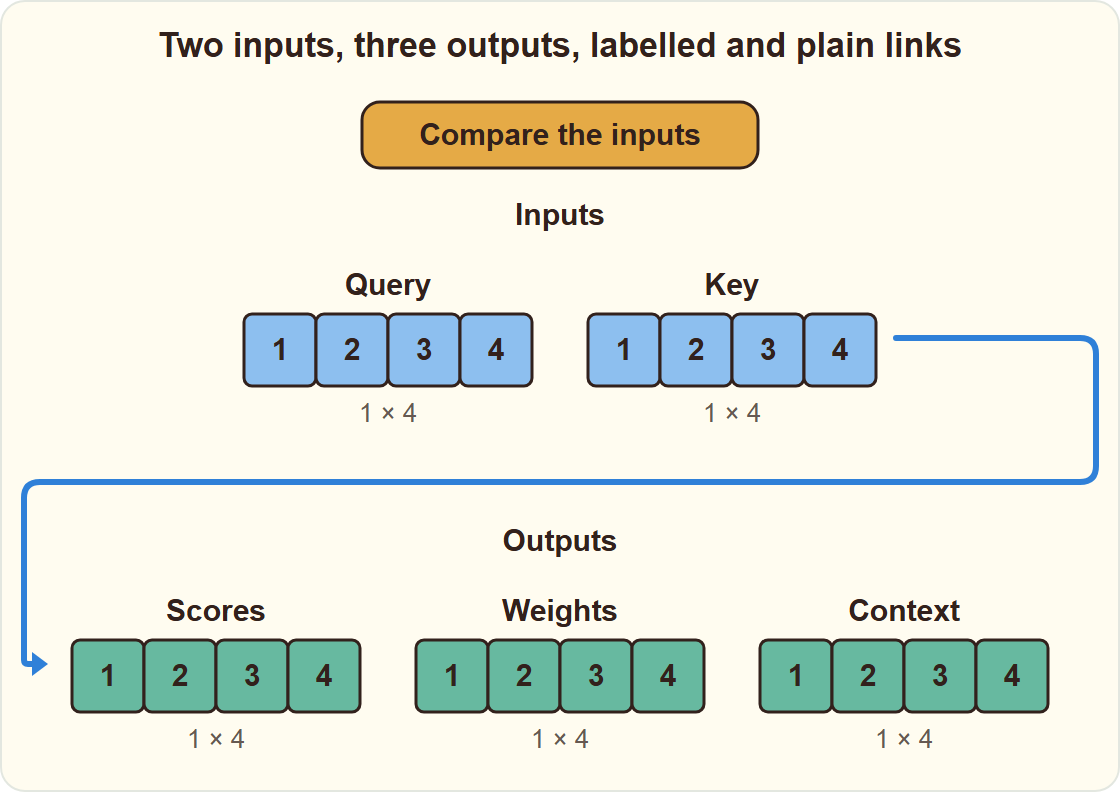 Two inputs, three outputs, labelled and plain links
Compare the inputs
Inputs
Query Key
1 2 3 4 1 2 3 4
1 × 4 1 × 4
Outputs
Scores Weights Context
1 2 3 4 1 2 3 4 1 2 3 4
1 × 4 1 × 4 1 × 4